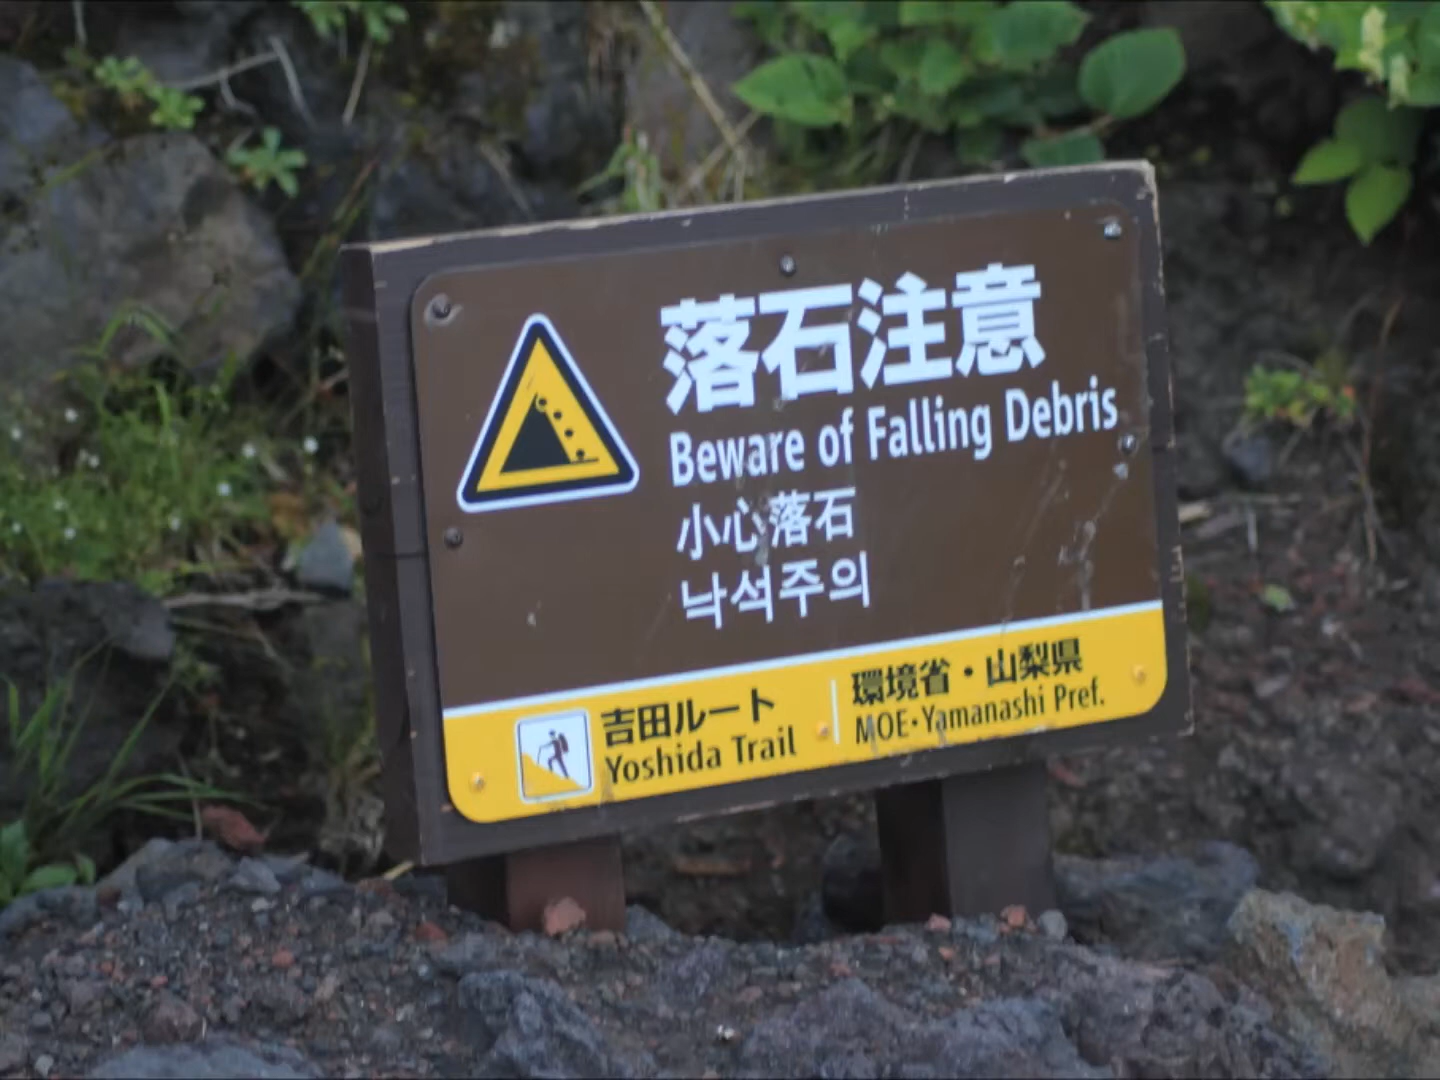 落石注意
Beware of Falling Debris
小心落石
낙석주의
吉田ルート
Yoshida Trail
環境省・山梨県
MOE・Yamanashi Pref.